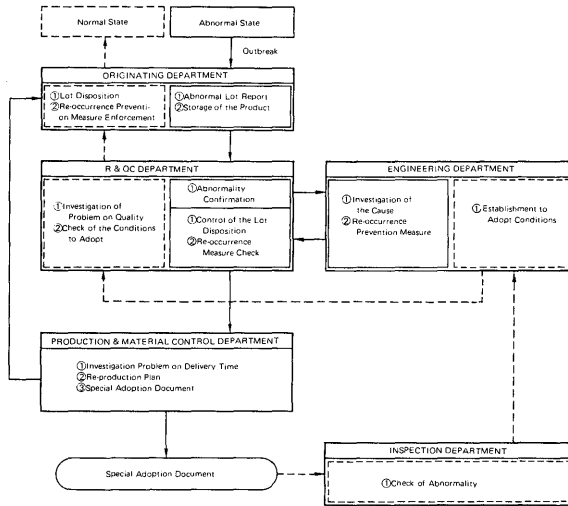 Normal State
Abnormal State
Outbreak
ORIGINATING DEPARTMENT
①Lot Disposition
②Re-occurrence Preventi-
on Measure Enforcement
①Abnormal Lot Report
②Storage of the Product
R & QC DEPARTMENT
①Investigation of
Problem on Quality
②Check of the Conditions
to Adopt
①Abnormality
Confirmation
①Control of the Lot
Disposition
②Re-occurrence
Measure Check
ENGINEERING DEPARTMENT
①Investigation of
the Cause
②Re-occurrence
Prevention Measure
①Establishment to
Adopt Conditions
PRODUCTION & MATERIAL CONTROL DEPARTMENT
①Investigation Problem on Delivery Time
②Re-production Plan
③Special Adoption Document
Special Adoption Document
INSPECTION DEPARTMENT
①Check of Abnormality